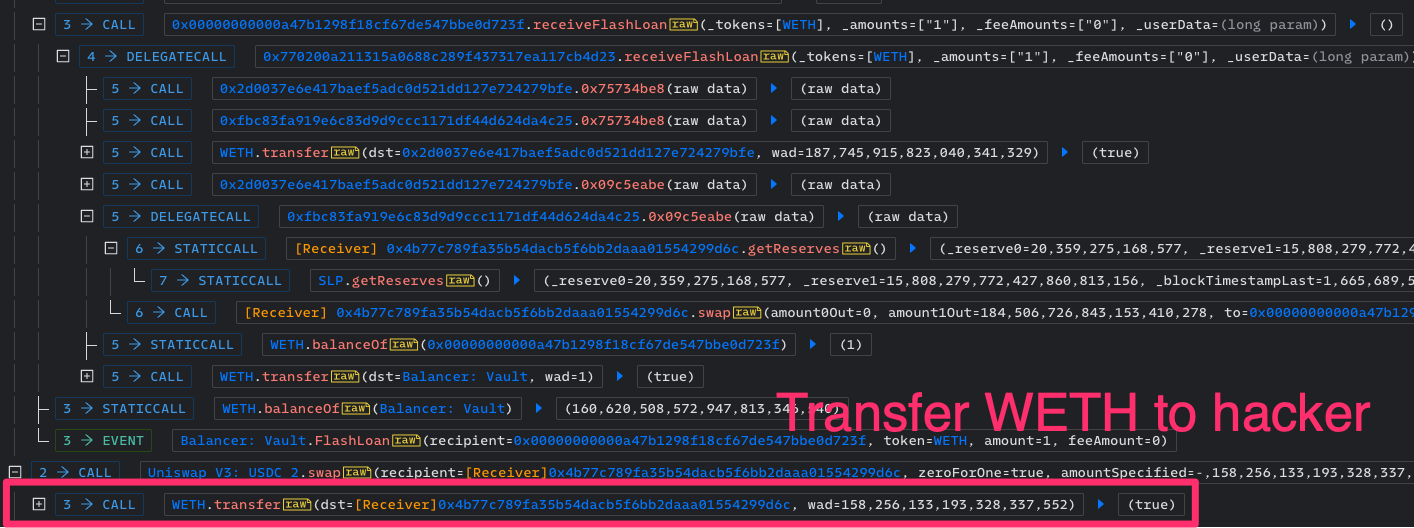 3 → CALL 0x00000000000a47b1298f18cf67de547bbe0d723f.receiveFlashLoan raw (_tokens=[WETH], _amounts=["1"], _feeAmounts=["0"], _userData=(long param)) ()
4 → DELEGATECALL 0x770200a211315a0688c289f437317ea117cb4d23.receiveFlashLoan raw (_tokens=[WETH], _amounts=["1"], _feeAmounts=["0"], _userData=(long param))
5 → CALL 0x2d0037e6e417baef5adc0d521dd127e724279bfe.0x75734be8(raw data) (raw data)
5 → CALL 0xfbc83fa919e6c83d9d9ccc1171df44d624da4c25.0x75734be8(raw data) (raw data)
5 → CALL WETH.transfer raw (dst=0x2d0037e6e417baef5adc0d521dd127e724279bfe, wad=187,745,915,823,040,341,329) (true)
5 → CALL 0x2d0037e6e417baef5adc0d521dd127e724279bfe.0x09c5eabe(raw data) (raw data)
5 → DELEGATECALL 0xfbc83fa919e6c83d9d9ccc1171df44d624da4c25.0x09c5eabe(raw data) (raw data)
6 → STATICCALL [Receiver] 0x4b77c789fa35b54dacb5f6bb2daaa01554299d6c.getReserves raw () (_reserve0=20,359,275,168,577, _reserve1=15,808,279,772,4
7 → STATICCALL SLP.getReserves raw () (_reserve0=20,359,275,168,577, _reserve1=15,808,279,772,427,860,813,156, _blockTimestampLast=1,665,689,5
6 → CALL [Receiver] 0x4b77c789fa35b54dacb5f6bb2daaa01554299d6c.swap raw (amount0Out=0, amount1Out=184,506,726,843,153,410,278, to=0x00000000000a47b129
5 → STATICCALL WETH.balanceOf raw (0x00000000000a47b1298f18cf67de547bbe0d723f) (1)
5 → CALL WETH.transfer raw (dst=Balancer: Vault, wad=1) (true)
3 → STATICCALL WETH.balanceOf raw (Balancer: Vault) (160,620,508,572,947,813,
Transfer WETH to hacker
3 → EVENT Balancer: Vault.FlashLoan raw (recipient=0x00000000000a47b1298f18cf67de547bbe0d723f, token=WETH, amount=1, feeAmount=0)
2 → CALL Uniswap V3: USDC 2.swap raw (recipient=[Receiver]0x4b77c789fa35b54dacb5f6bb2daaa01554299d6c, zeroForOne=true, amountSpecified=-,158,256,133,193,328,337,
3 → CALL WETH.transfer raw (dst=[Receiver]0x4b77c789fa35b54dacb5f6bb2daaa01554299d6c, wad=158,256,133,193,328,337,552) (true)